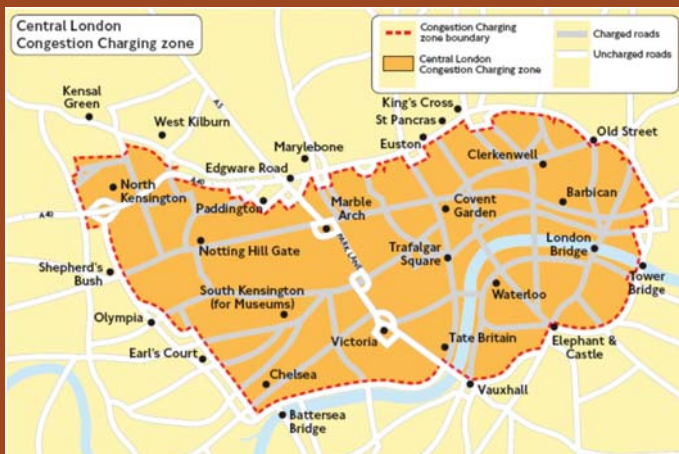 Central London
Congestion Charging zone
Congestion Charging
zone boundary
Central London
Congestion Charging zone
Charged roads
Uncharged roads
Kensal
Green
West Kilburn
A5
Marylebone
King's Cross
St Pancras
Euston
Old Street
Clerkenwell
Edgware Road
A40
North
Kensington
Paddington
Marble
Arch
Covent
Garden
Barbican
A40
Notting Hill Gate
PARK LANE
Trafalgar
Square
London
Bridge
Shepherd's
Bush
Tower
Bridge
South Kensington
(for Museums)
Waterloo
Olympia
Victoria
Tate Britain
Elephant &
Castle
Earl's Court
Chelsea
Vauxhall
Battersea
Bridge